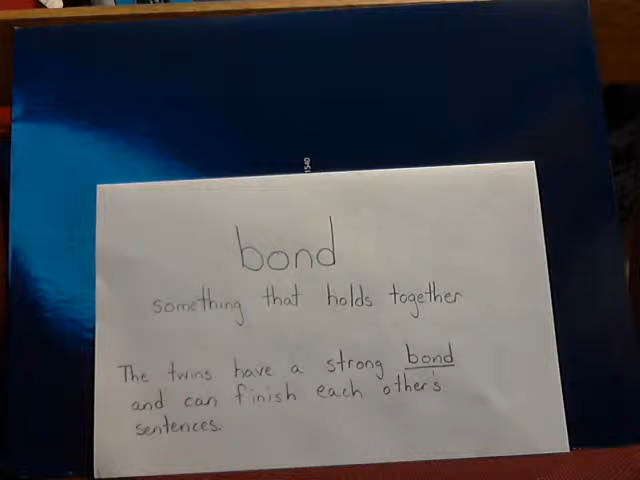 bond
something that holds together
The twins have a strong bond
and can finish each other's
sentences.